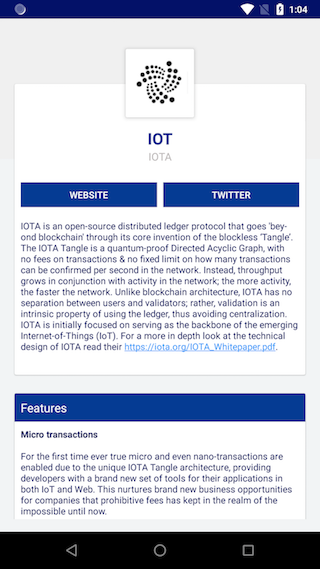 1:04
IOT
IOTA
WEBSITE TWITTER
IOTA is an open-source distributed ledger protocol that goes 'bey-
ond blockchain' through its core invention of the blockless 'Tangle'.
The IOTA Tangle is a quantum-proof Directed Acyclic Graph, with
no fees on transactions & no fixed limit on how many transactions
can be confirmed per second in the network. Instead, throughput
grows in conjunction with activity in the network; the more activity,
the faster the network. Unlike blockchain architecture, IOTA has no
separation between users and validators; rather, validation is an
intrinsic property of using the ledger, thus avoiding centralization.
IOTA is initially focused on serving as the backbone of the emerging
Internet-of-Things (IoT). For a more in depth look at the technical
design of IOTA read their https://iota.org/IOTA_Whitepaper.pdf.
Features
Micro transactions
For the first time ever true micro and even nano-transactions are
enabled due to the unique IOTA Tangle architecture, providing
developers with a brand new set of tools for their applications in
both IoT and Web. This nurtures brand new business opportunities
for companies that prohibitive fees has kept in the realm of the
impossible until now.